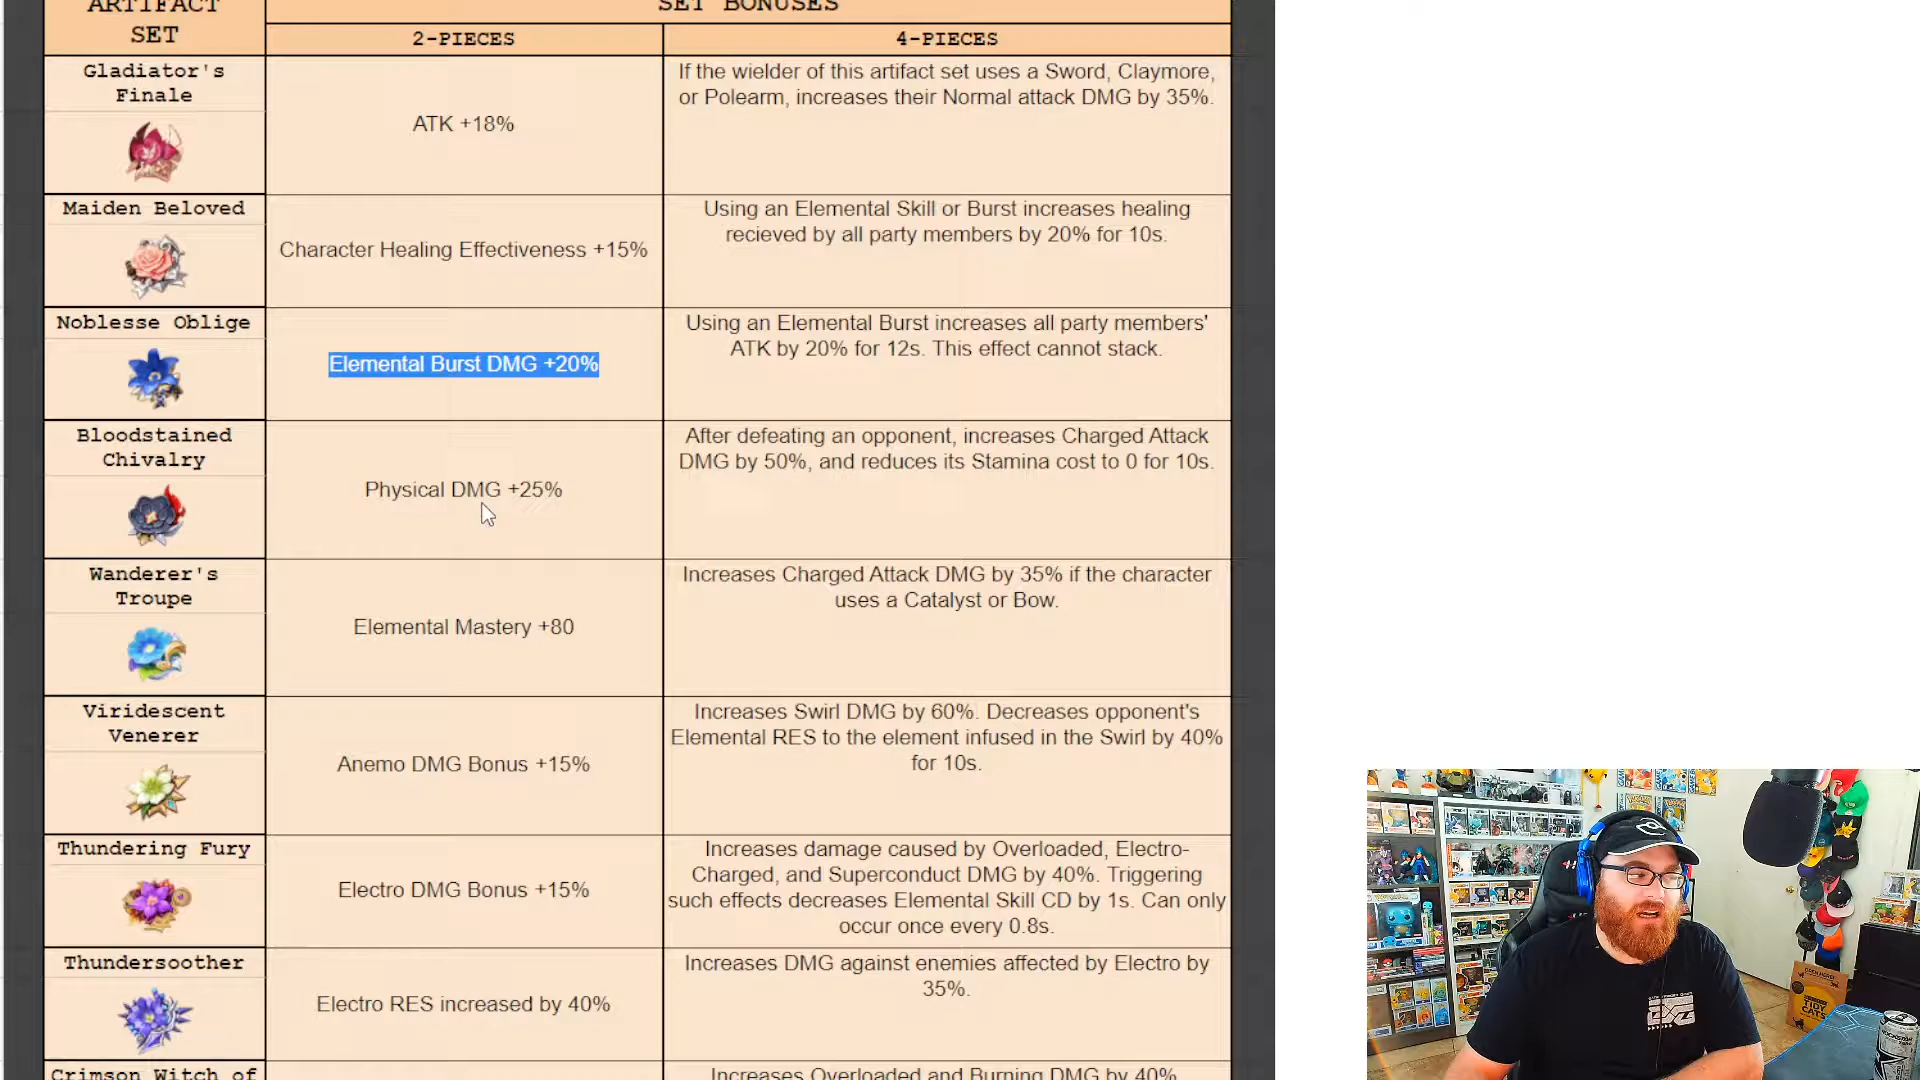 ARTIFACT
SET
SET BONUSES
2-PIECES
4-PIECES
Gladiator's
Finale
ATK +18%
If the wielder of this artifact set uses a Sword, Claymore,
or Polearm, increases their Normal attack DMG by 35%.
Maiden Beloved
Character Healing Effectiveness +15%
Using an Elemental Skill or Burst increases healing
recieved by all party members by 20% for 10s.
Noblesse Oblige
Elemental Burst DMG +20%
Using an Elemental Burst increases all party members'
ATK by 20% for 12s. This effect cannot stack.
Bloodstained
Chivalry
Physical DMG +25%
After defeating an opponent, increases Charged Attack
DMG by 50%, and reduces its Stamina cost to 0 for 10s.
Wanderer's
Troupe
Elemental Mastery +80
Increases Charged Attack DMG by 35% if the character
uses a Catalyst or Bow.
Viridescent
Venerer
Anemo DMG Bonus +15%
Increases Swirl DMG by 60%. Decreases opponent's
Elemental RES to the element infused in the Swirl by 40%
for 10s.
Thundering Fury
Electro DMG Bonus +15%
Increases damage caused by Overloaded, Electro-
Charged, and Superconduct DMG by 40%. Triggering
such effects decreases Elemental Skill CD by 1s. Can only
occur once every 0.8s.
Thundersoother
Electro RES increased by 40%
Increases DMG against enemies affected by Electro by
35%.
Crimson Witch of
Increases Overloaded and Burning DMG by 40%
TIDY
CATS